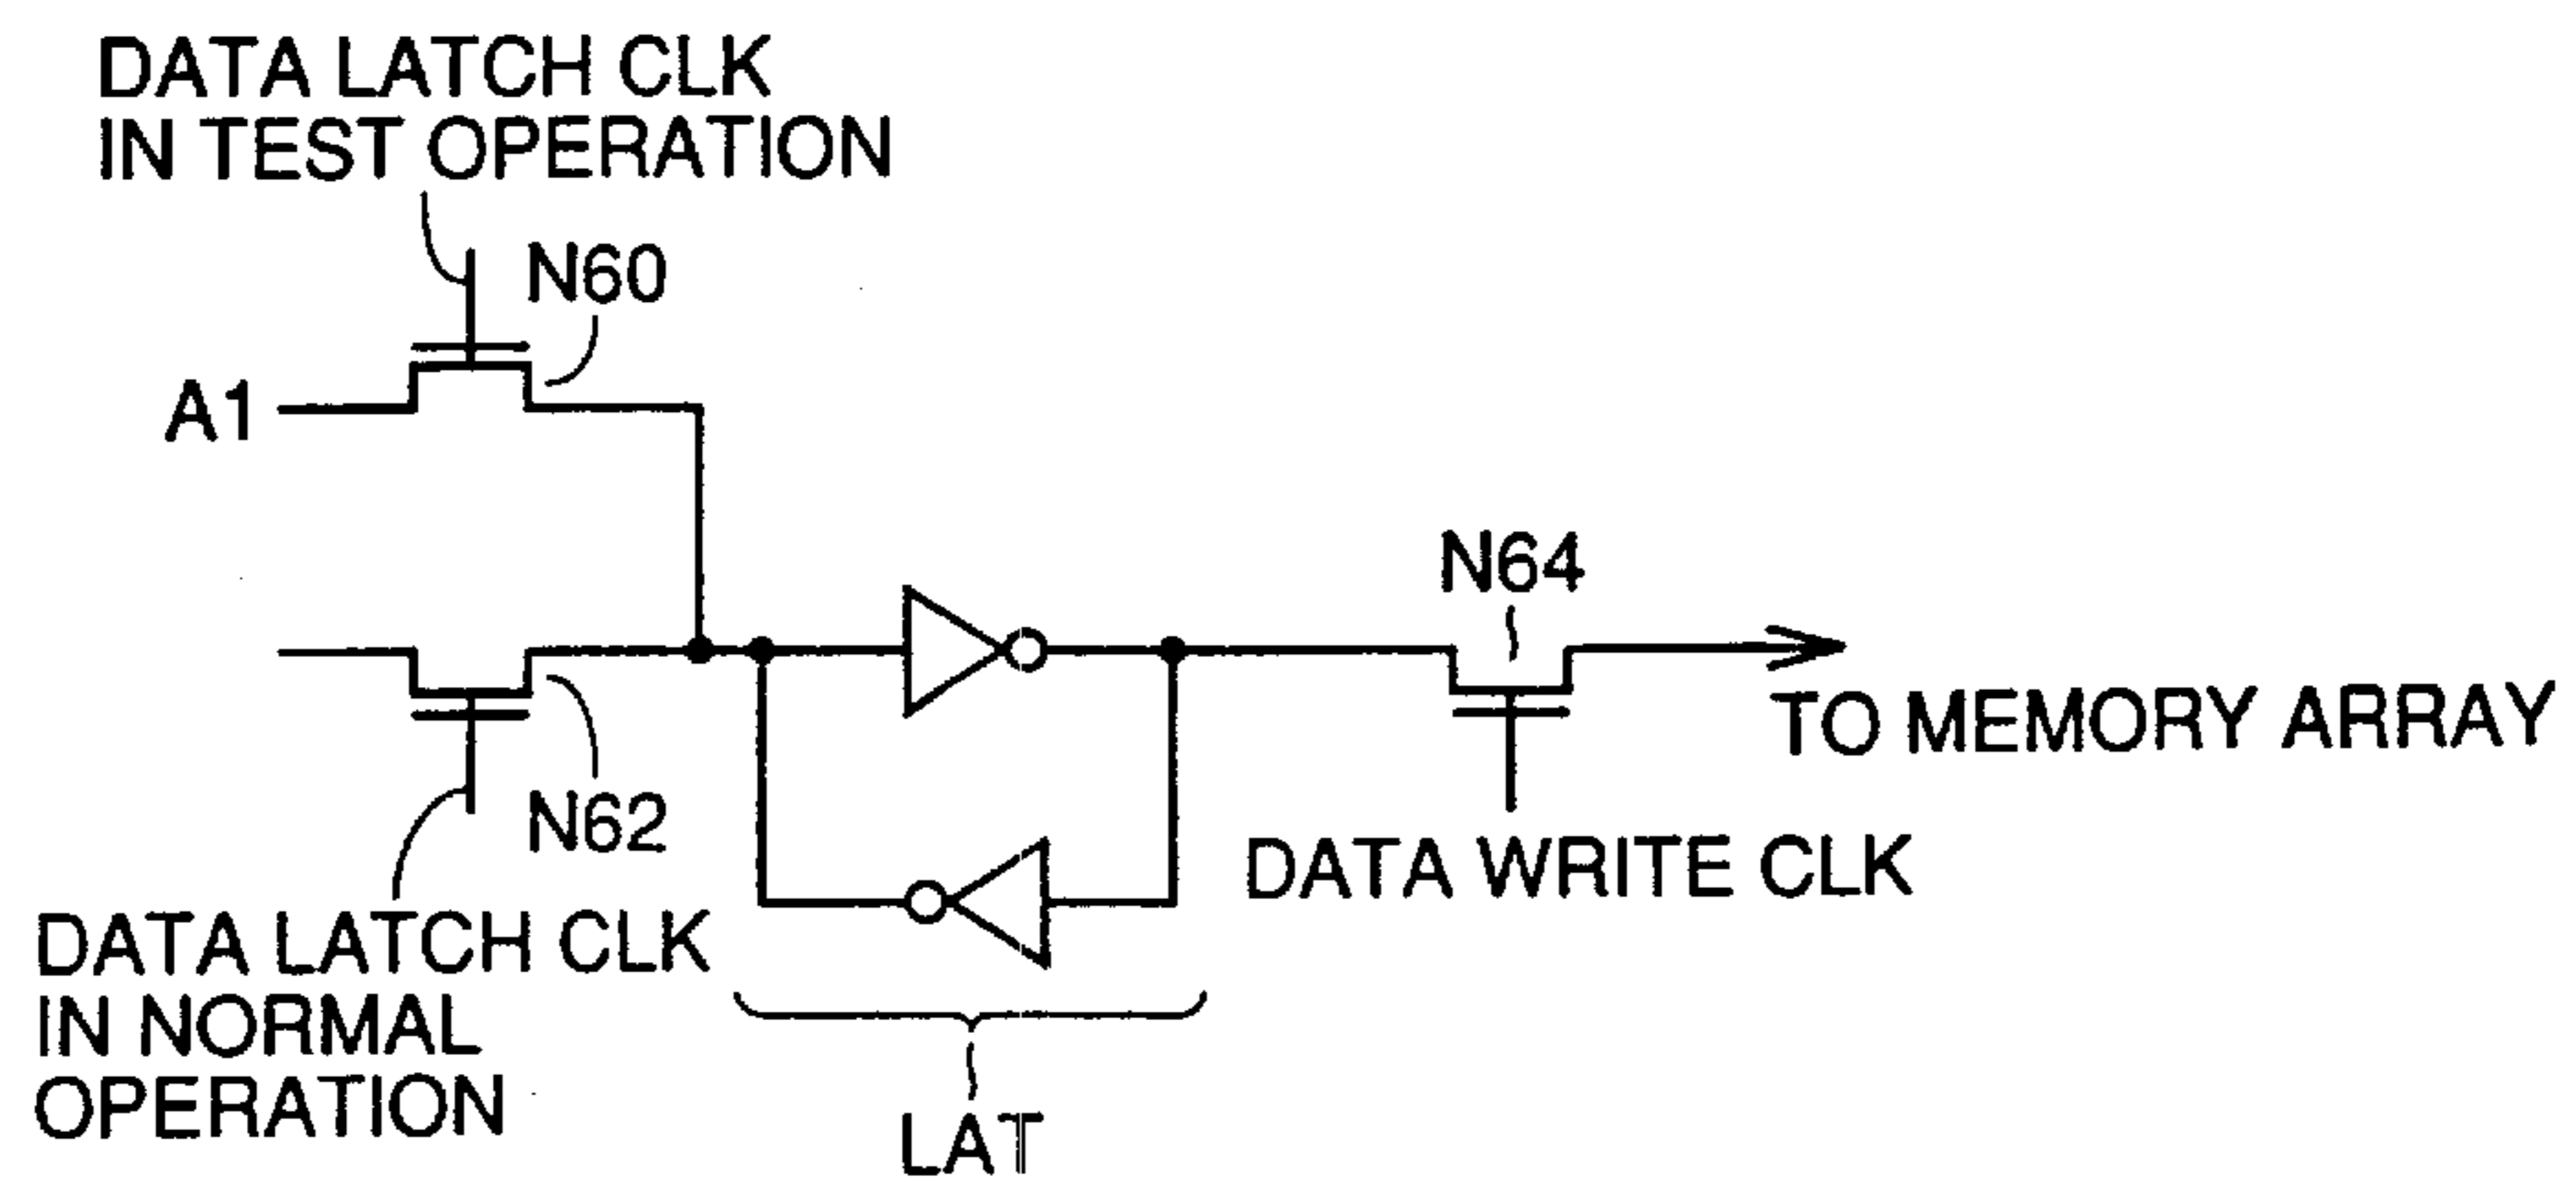 DATA LATCH CLK
IN TEST OPERATION
N60
A1
N64
TO MEMORY ARRAY
N62
DATA WRITE CLK
DATA LATCH CLK
IN NORMAL
OPERATION
LAT